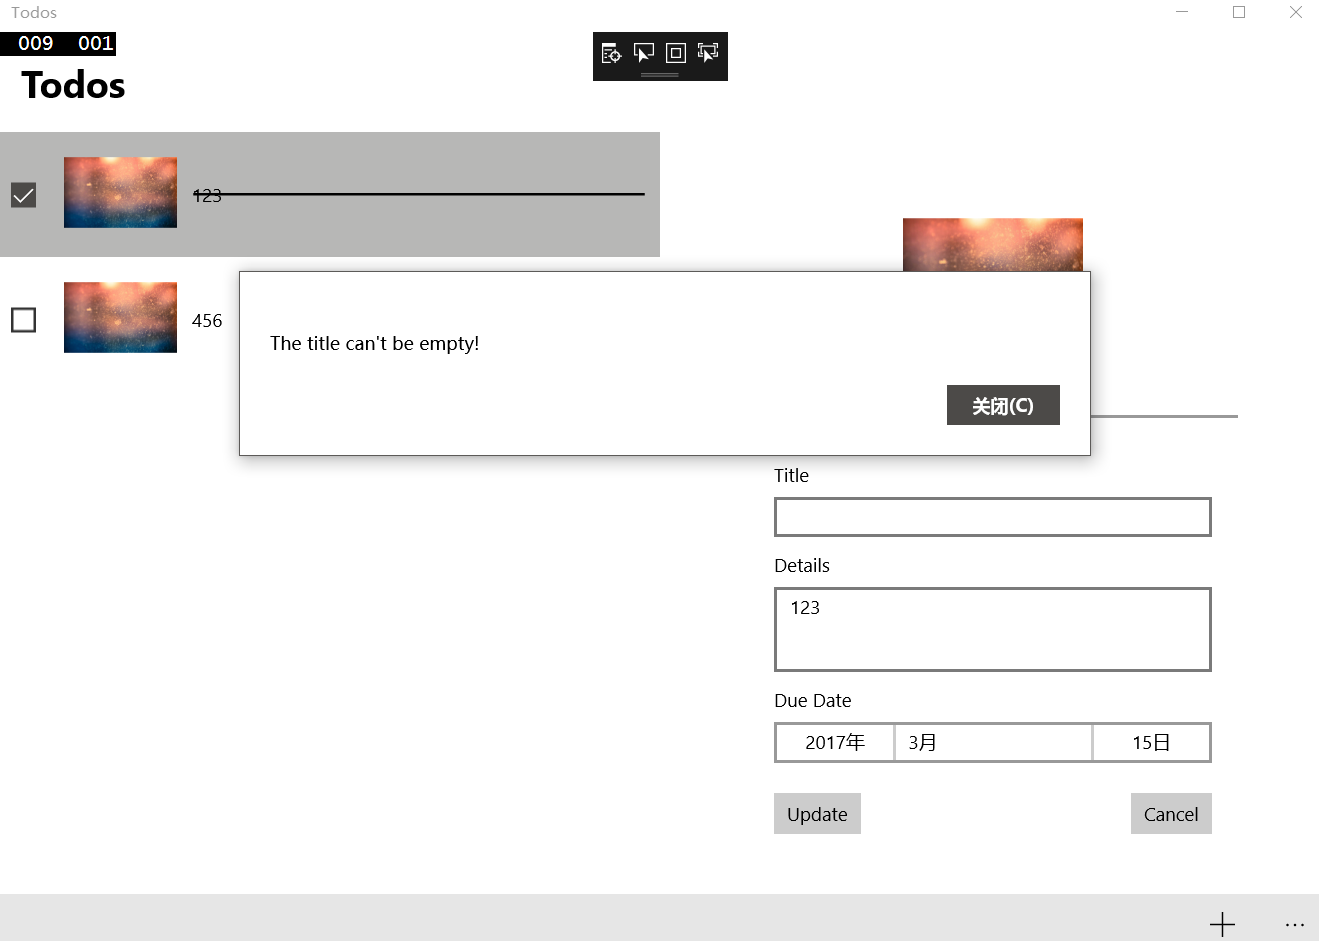 Todos
009 001
Todos
123
456
The title can't be empty!
关闭(C)
Title
Details
123
Due Date
2017年 3月 15日
Update Cancel